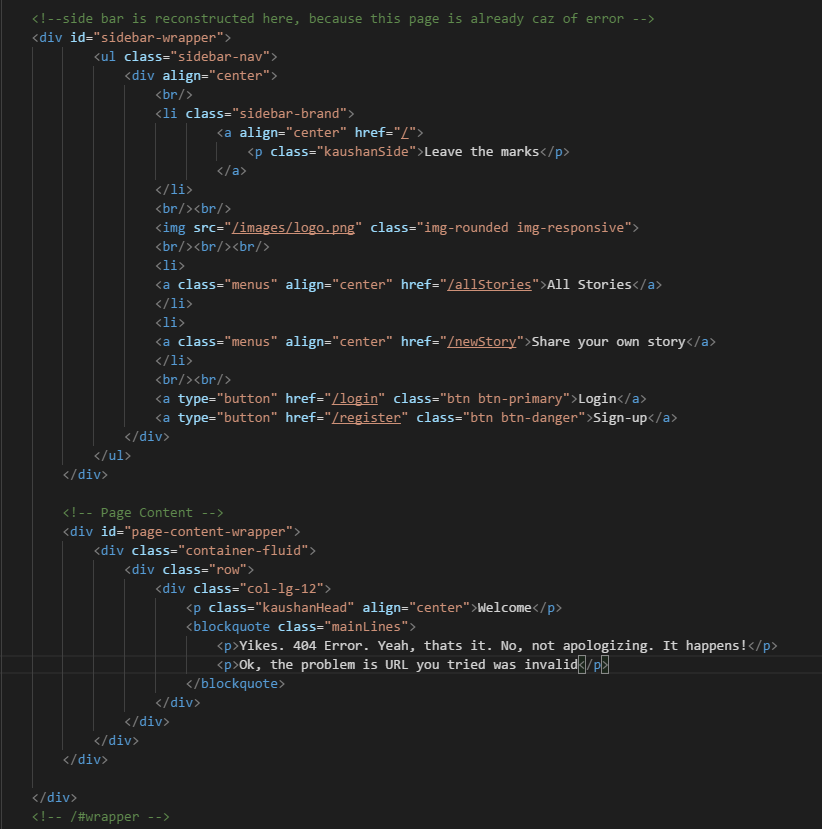 <!--side bar is reconstructed here, because this page is already caz of error -->
<div id="sidebar-wrapper">
<ul class="sidebar-nav">
<div align="center">
<br/>
<li class="sidebar-brand">
<a align="center" href="/">
<p class="kaushanSide">Leave the marks</p>
</a>
</li>
<br/><br/>
<img src="/images/logo.png" class="img-rounded img-responsive">
<br/><br/><br/>
<li>
<a class="menus" align="center" href="/allStories">All Stories</a>
</li>
<li>
<a class="menus" align="center" href="/newStory">Share your own story</a>
</li>
<br/><br/>
<a type="button" href="/login" class="btn btn-primary">Login</a>
<a type="button" href="/register" class="btn btn-danger">Sign-up</a>
</div>
</ul>
</div>
<!-- Page Content -->
<div id="page-content-wrapper">
<div class="container-fluid">
<div class="row">
<div class="col-lg-12">
<p class="kaushanHead" align="center">Welcome</p>
<blockquote class="mainLines">
<p>Yikes. 404 Error. Yeah, thats it. No, not apologizing. It happens!</p>
<p>Ok, the problem is URL you tried was invalid</p>
</blockquote>
</div>
</div>
</div>
</div>
</div>
<!-- /#wrapper -->